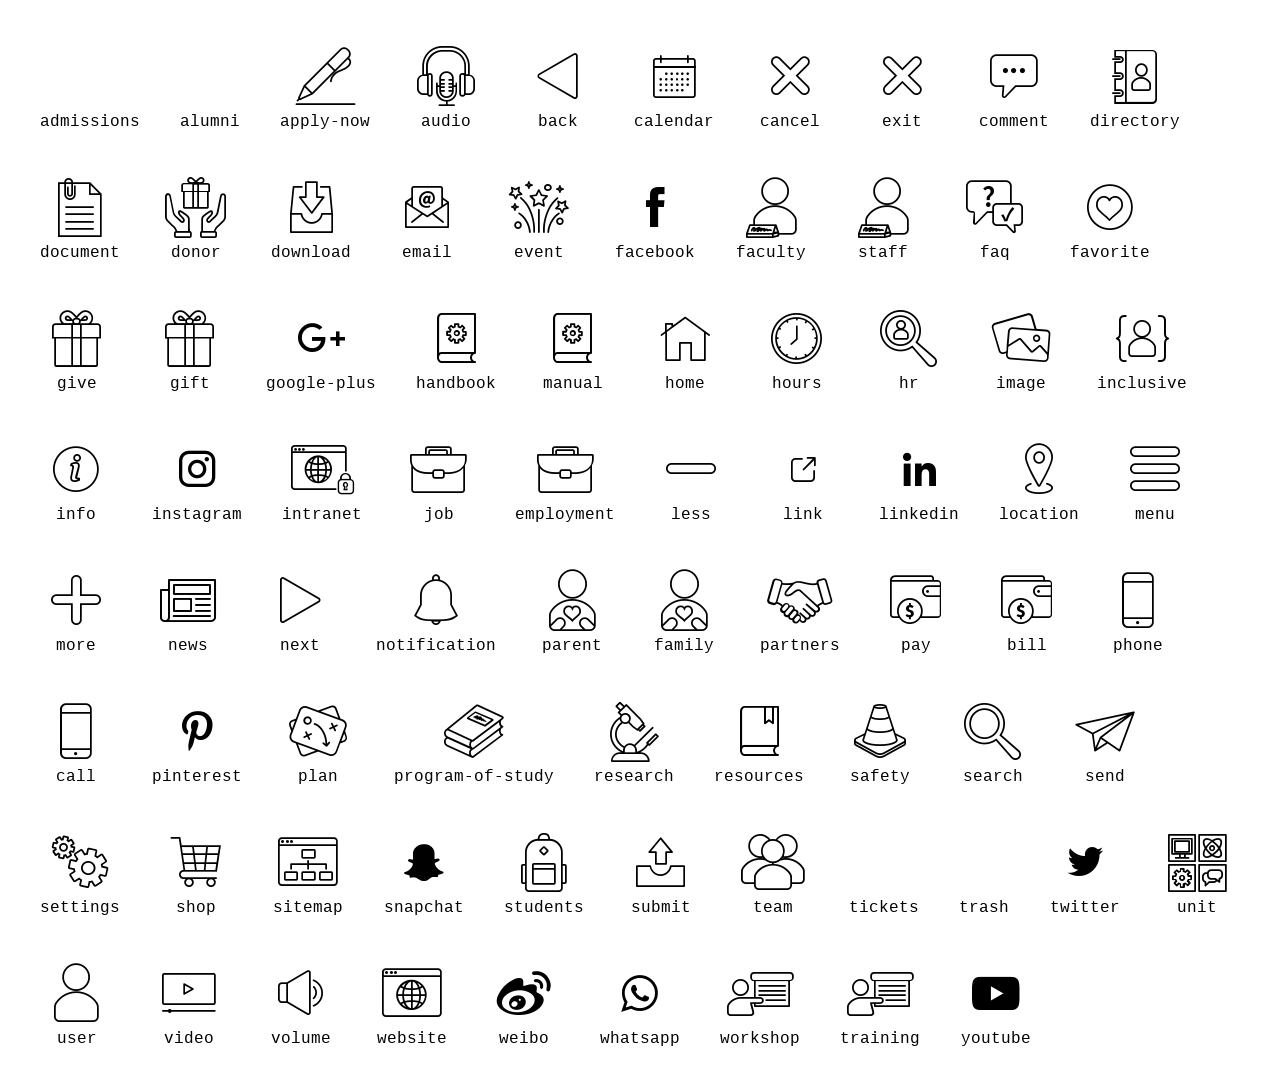 admissions alumni apply-now audio back calendar cancel exit comment directory
document donor download email event facebook faculty staff faq favorite
give gift google-plus handbook manual home hours hr image inclusive
info instagram intranet job employment less link linkedin location menu
more news next notification parent family partners pay bill phone
call pinterest plan program-of-study research resources safety search send
settings shop sitemap snapchat students submit team tickets trash twitter unit
user video volume website weibo whatsapp workshop training youtube